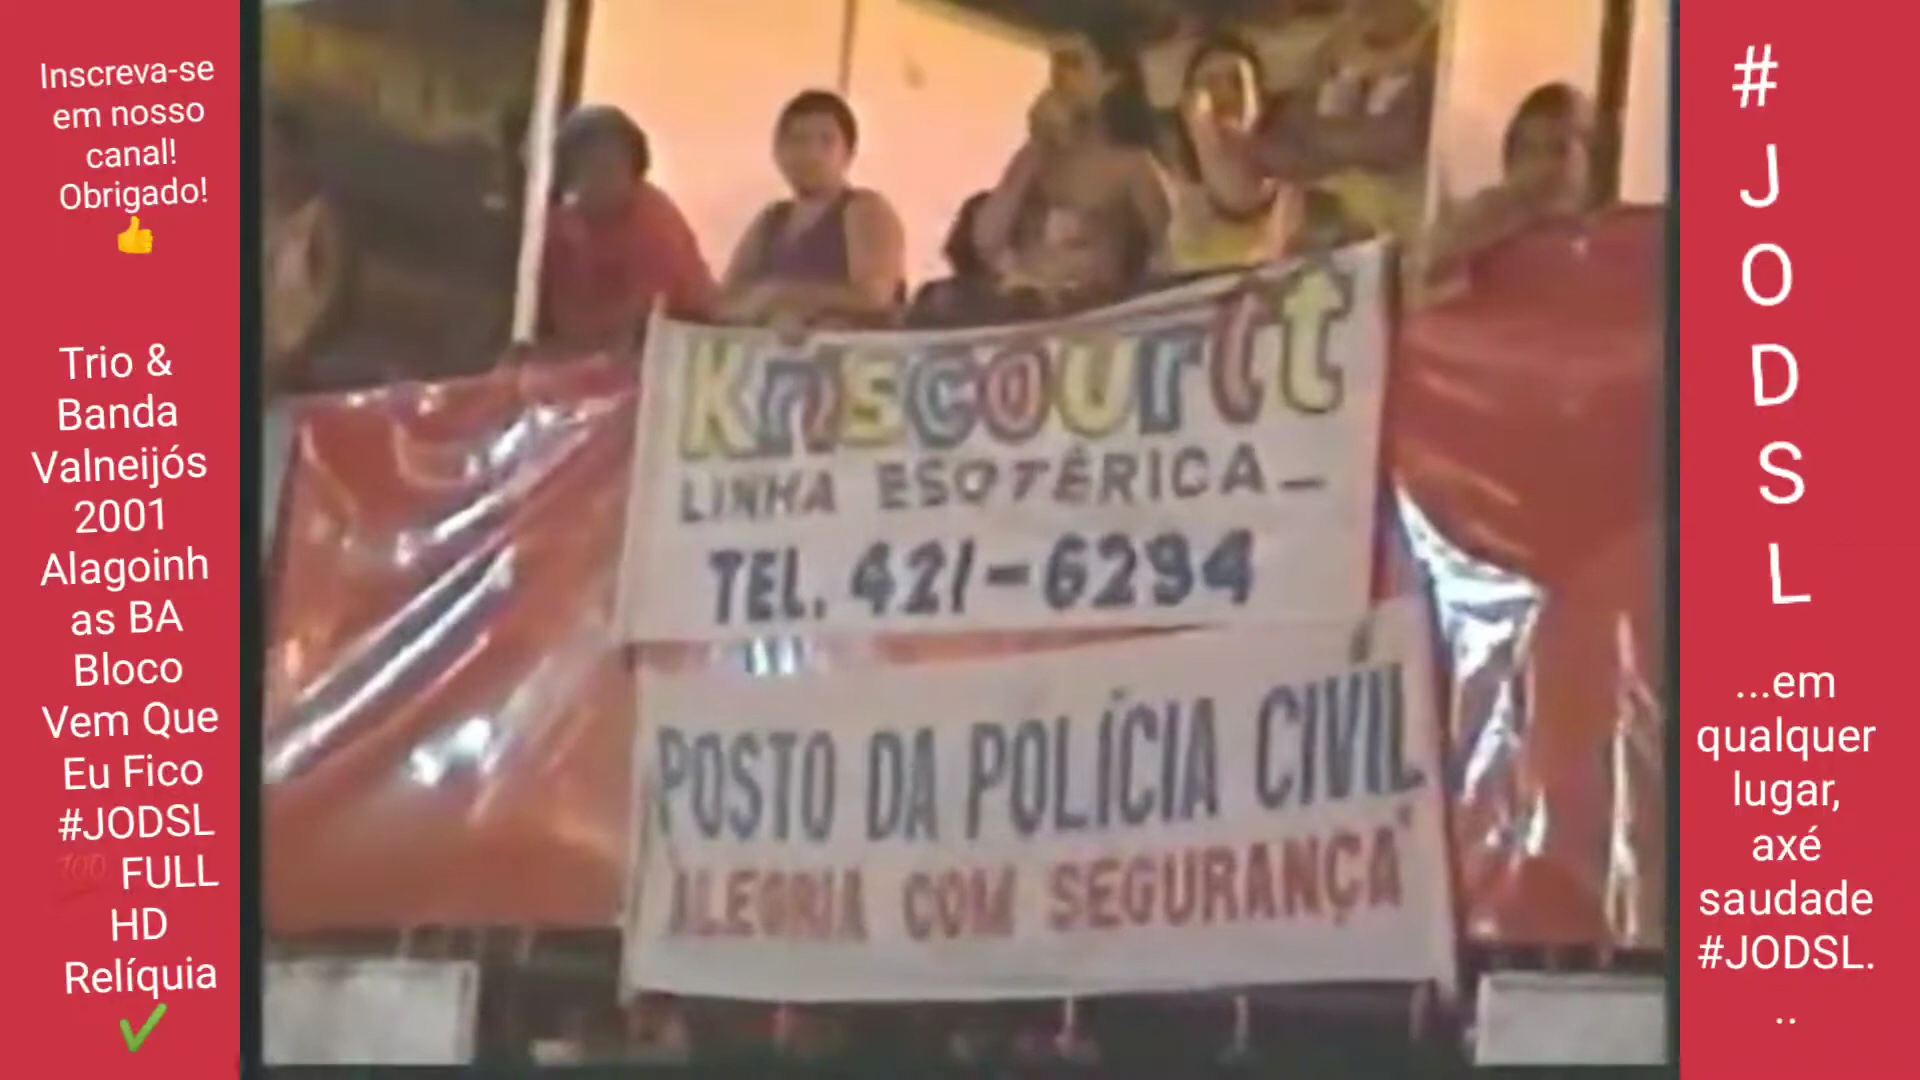 Inscreva-se
em nosso
canal!
Obrigado!
👍
Trio &
Banda
Valneijós
2001
Alagoinh
as BA
Bloco
Vem Que
Eu Fico
#JODSL
💯 FULL
HD
Relíquia
✔
Kriscourtt
LINHA ESOTÉRICA_
TEL. 421-6294
POSTO DA POLÍCIA CIVIL
ALEGRIA COM SEGURANÇA"
#
J
O
D
S
L
...em
qualquer
lugar,
axé
saudade
#JODSL.
..